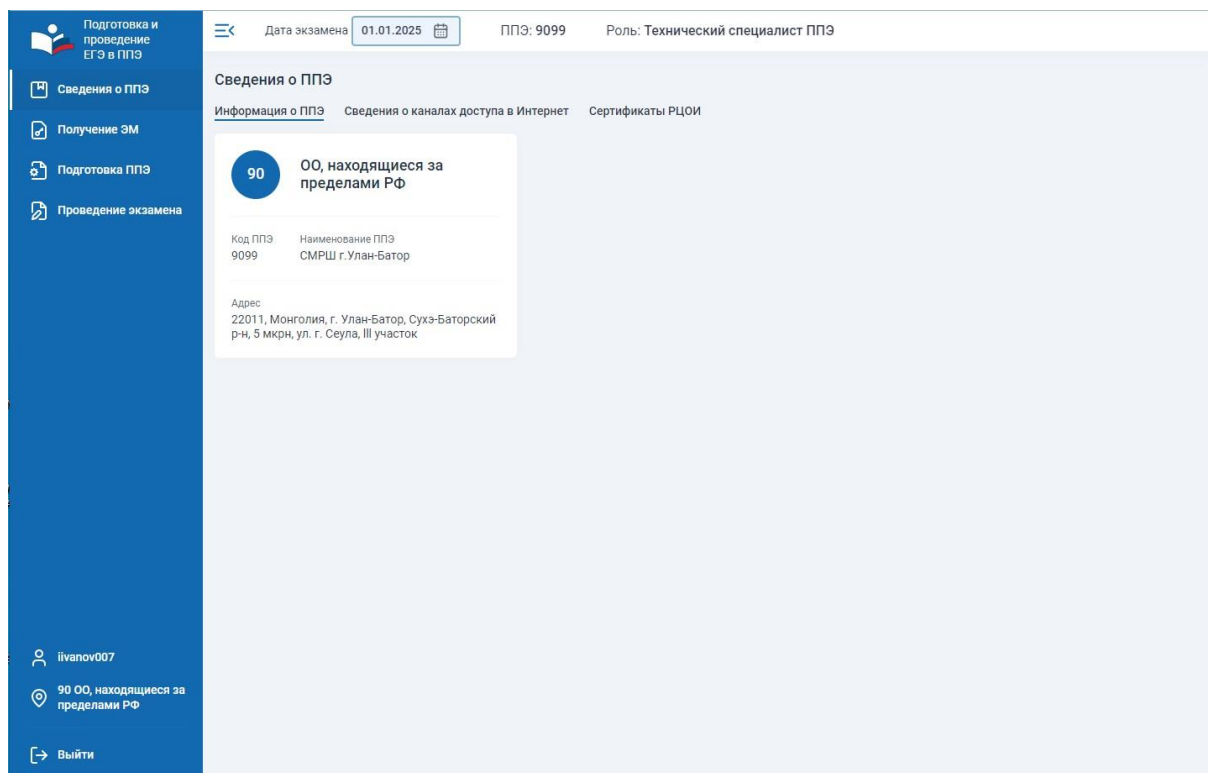 Подготовка и
проведение
ЕГЭ в ППЭ
Сведения о ППЭ
Получение ЭМ
Подготовка ППЭ
Проведение экзамена
iivanov007
90 ОО, находящиеся за
пределами РФ
Выйти
Дата экзамена 01.01.2025 ППЭ: 9099 Роль: Технический специалист ППЭ
Сведения о ППЭ
Информация о ППЭ Сведения о каналах доступа в Интернет Сертификаты РЦОИ
90
ОО, находящиеся за
пределами РФ
Код ППЭ Наименование ППЭ
9099 СМРШ г.Улан-Батор
Адрес
22011, Монголия, г. Улан-Батор, Сухэ-Баторский
р-н, 5 мкрн, ул. г. Сеула, III участок